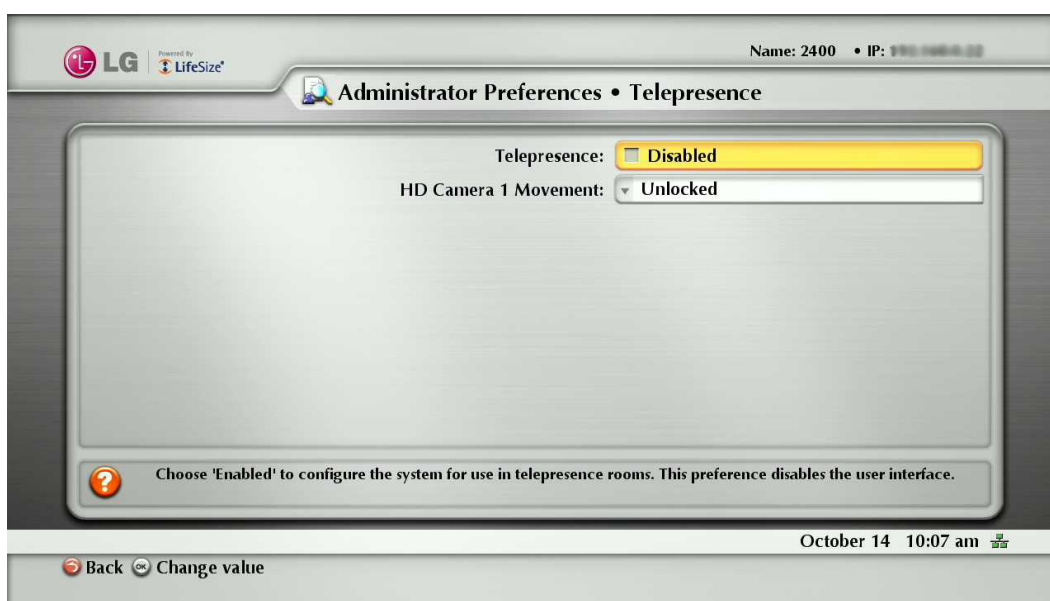 LG
Powered by
LifeSize
Name: 2400 • IP:
Administrator Preferences • Telepresence
Telepresence: Disabled
HD Camera 1 Movement: Unlocked
? Choose 'Enabled' to configure the system for use in telepresence rooms. This preference disables the user interface.
October 14 10:07 am
Back OK Change value